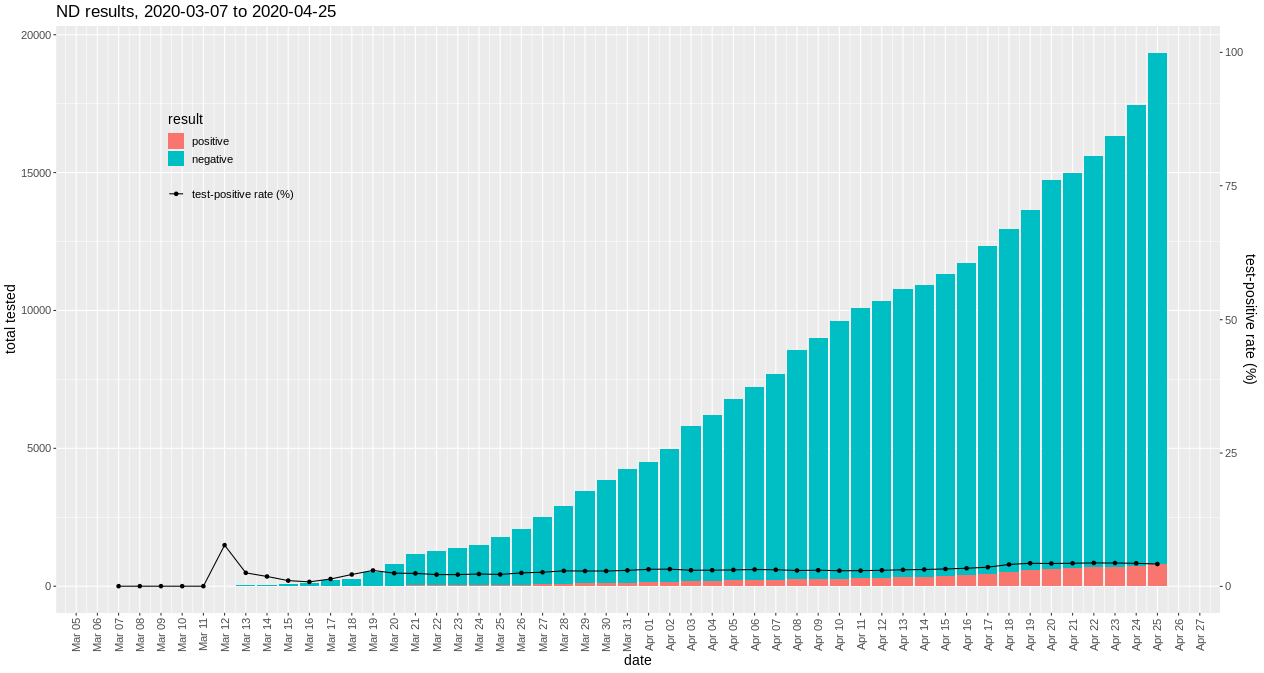 ND results, 2020-03-07 to 2020-04-25
20000
15000
10000
5000
0
total tested
result
positive
negative
test-positive rate (%)
100
75
50
25
0
test-positive rate (%)
Mar 05
Mar 06
Mar 07
Mar 08
Mar 09
Mar 10
Mar 11
Mar 12
Mar 13
Mar 14
Mar 15
Mar 16
Mar 17
Mar 18
Mar 19
Mar 20
Mar 21
Mar 22
Mar 23
Mar 24
Mar 25
Mar 26
Mar 27
Mar 28
Mar 29
Mar 30
Mar 31
Apr 01
Apr 02
Apr 03
Apr 04
Apr 05
Apr 06
Apr 07
Apr 08
Apr 09
Apr 10
Apr 11
Apr 12
Apr 13
Apr 14
Apr 15
Apr 16
Apr 17
Apr 18
Apr 19
Apr 20
Apr 21
Apr 22
Apr 23
Apr 24
Apr 25
Apr 26
Apr 27
date